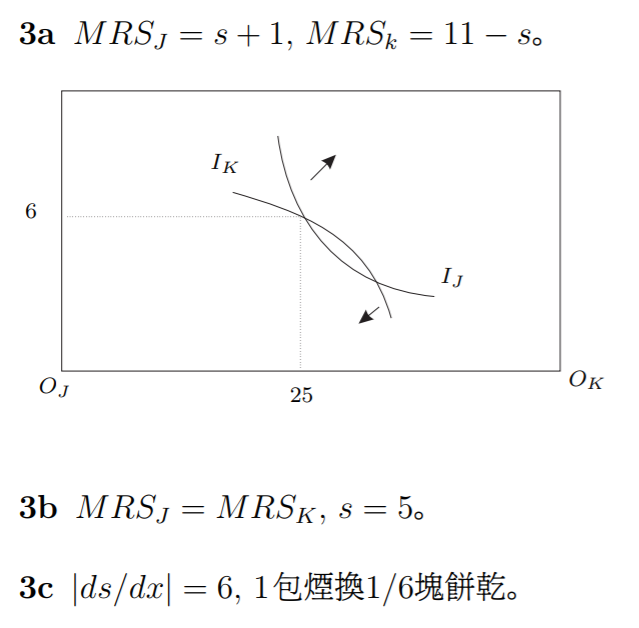 3a MRS_J = s + 1, MRS_k = 11 − s。
I_K
6
I_J
O_J
25
O_K
3b MRS_J = MRS_K, s = 5。
3c |ds/dx| = 6, 1包煙換1/6塊餅乾。